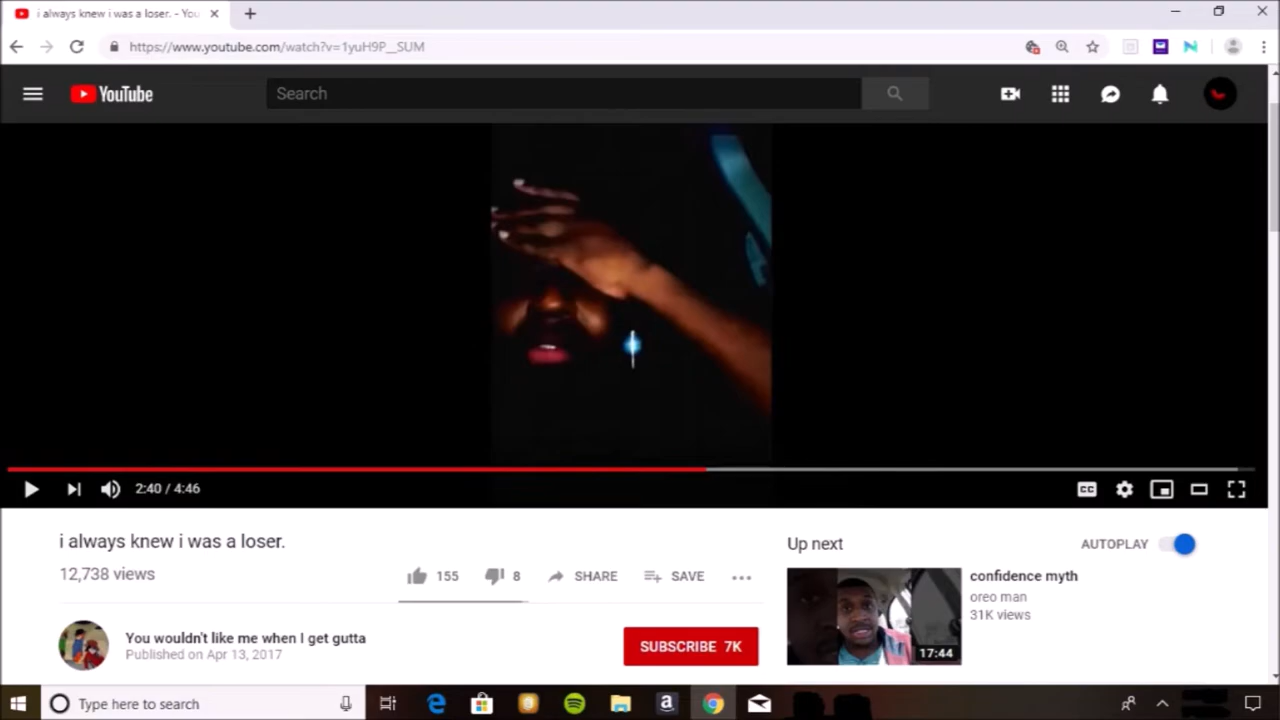 i always knew i was a loser. - You
https://www.youtube.com/watch?v=1yuH9P__SUM
YouTube
Search
2:40 / 4:46
CC
i always knew i was a loser.
12,738 views
155
8
SHARE
SAVE
You wouldn't like me when I get gutta
Published on Apr 13, 2017
SUBSCRIBE 7K
Up next
AUTOPLAY
confidence myth
oreo man
31K views
17:44
Type here to search